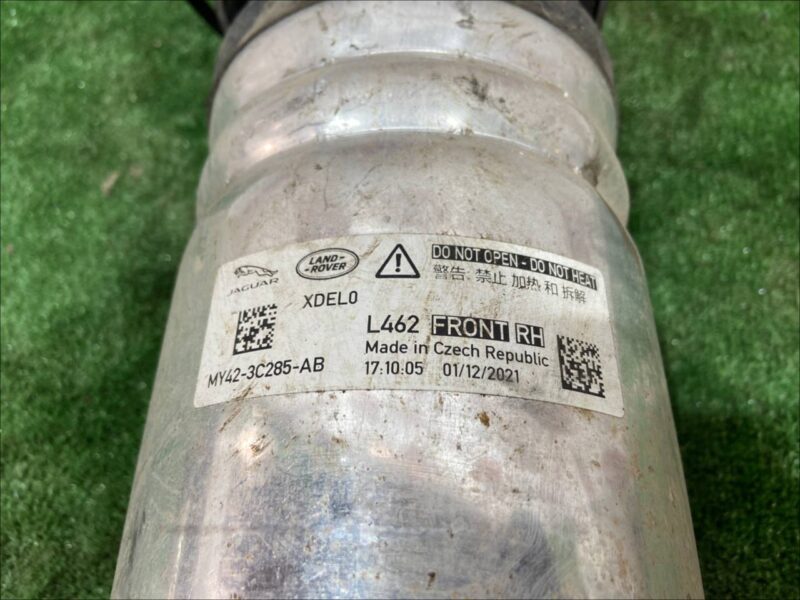 JAGUAR
LAND-
ROVER
DO NOT OPEN - DO NOT HEAT
警告: 禁止 加热 和 拆解
XDEL0
L462 FRONT RH
Made in Czech Republic
MY42-3C285-AB
17:10:05 01/12/2021